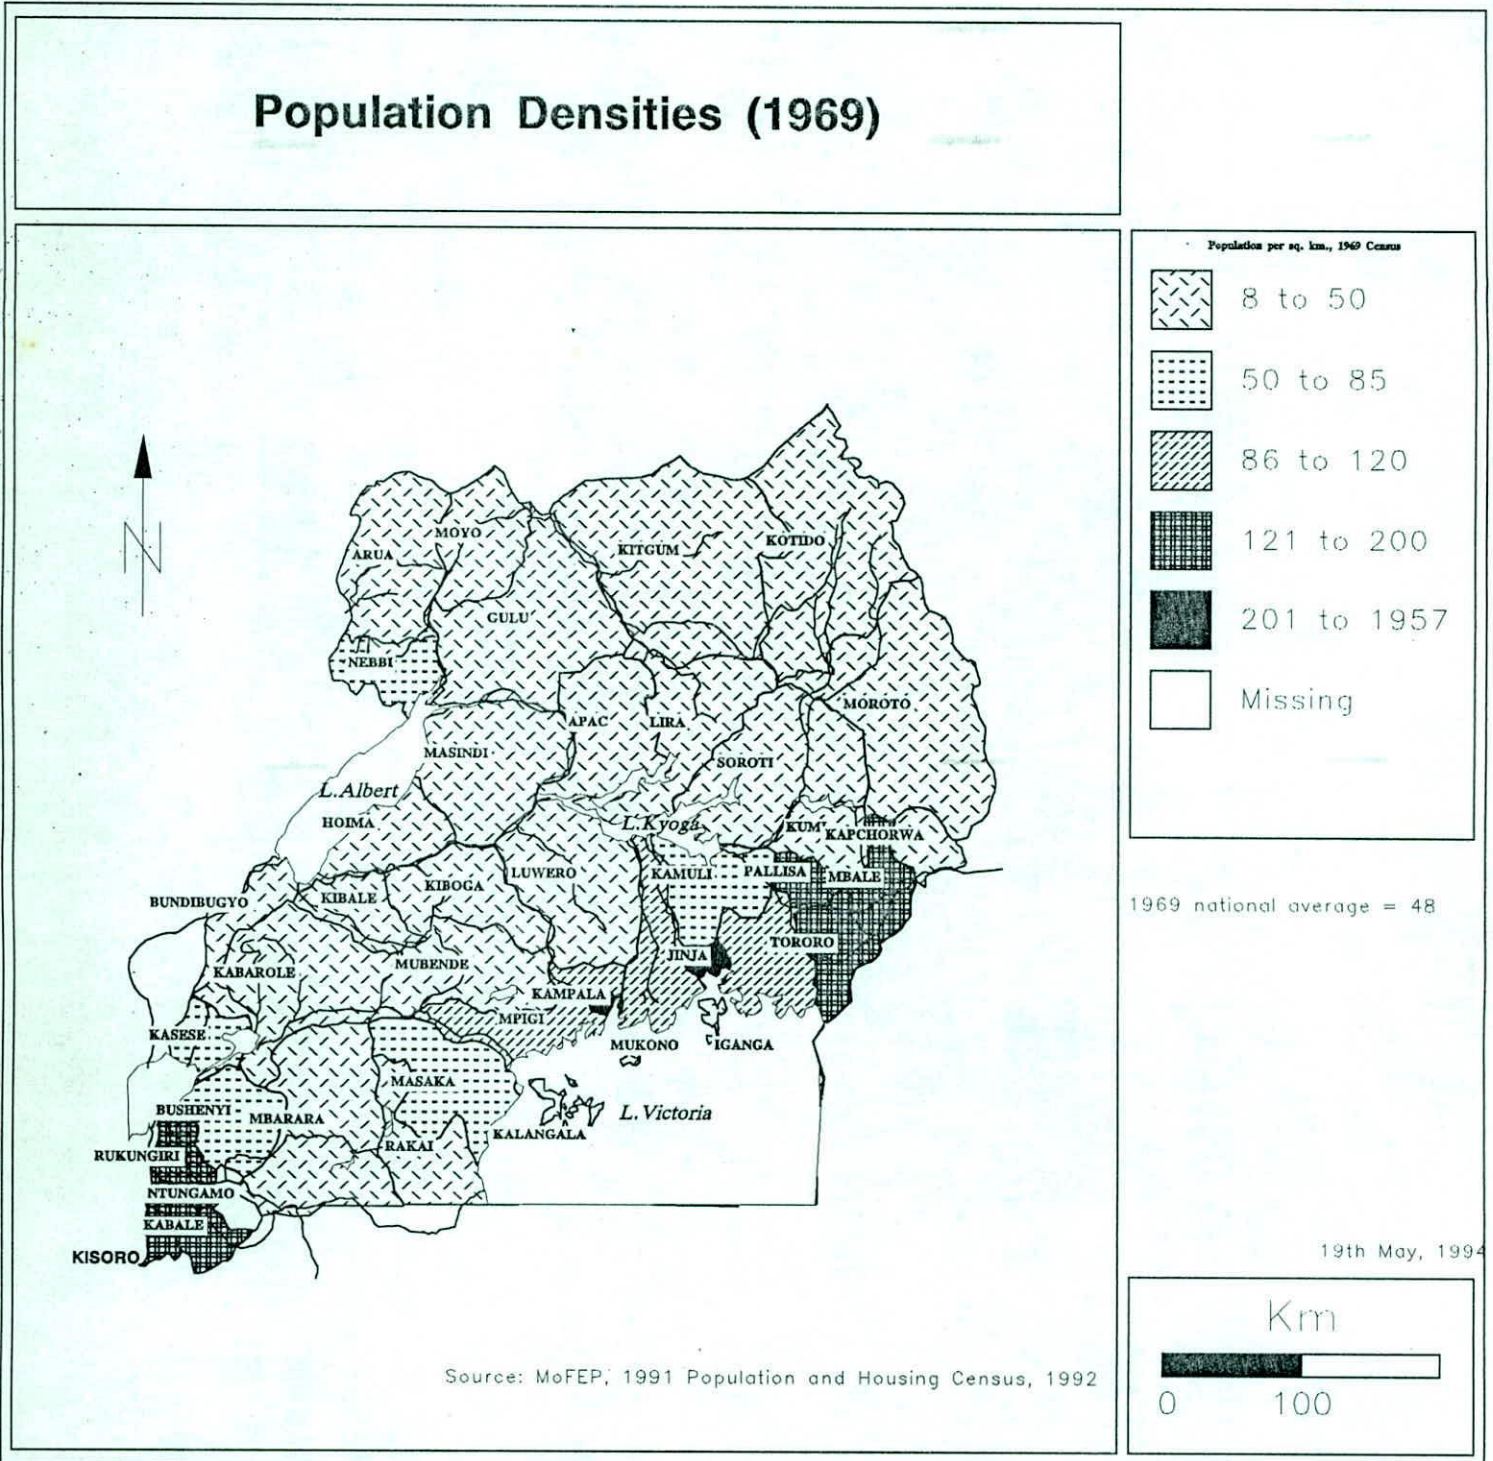 Population Densities (1969)
Population per sq. km., 1969 Census
8 to 50
50 to 85
86 to 120
121 to 200
201 to 1957
Missing
1969 national average = 48
19th May, 1994
Km
0 100
N
MOYO
ARUA
KITGUM
KOTIDO
GULU
NEBBI
MOROTO
APAC
LIRA
MASINDI
SOROTI
L.Albert
HOIMA
L.Kyoga
KUM
KAPCHORWA
LUWERO
KAMULI
PALLISA
MBALE
KIBOGA
KIBALE
BUNDIBUGYO
TORORO
JINJA
MUBENDE
KABAROLE
KAMPALA
MPIGI
KASESE
MUKONO
IGANGA
MASAKA
BUSHENYI
MBARARA
L.Victoria
KALANGALA
RAKAI
RUKUNGIRI
NTUNGAMO
KABALE
KISORO
Source: MoFEP, 1991 Population and Housing Census, 1992